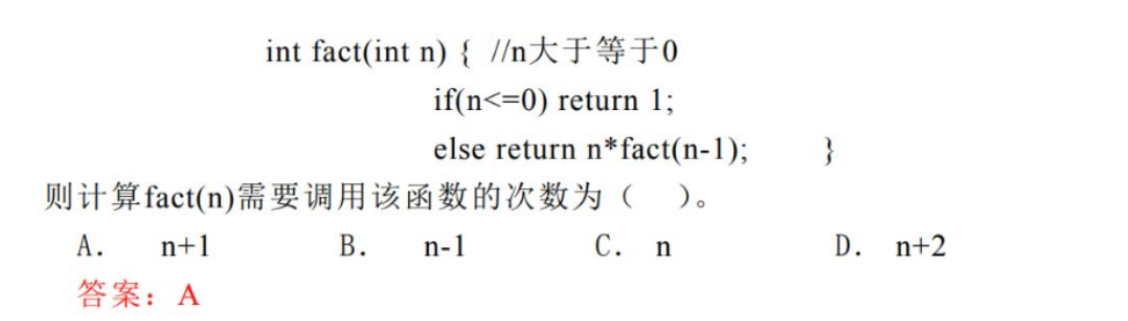 int fact(int n) { //n大于等于0
if(n<=0) return 1;
else return n*fact(n-1); }
则计算fact(n)需要调用该函数的次数为（ ）。
A. n+1 B. n-1 C. n D. n+2
答案：A